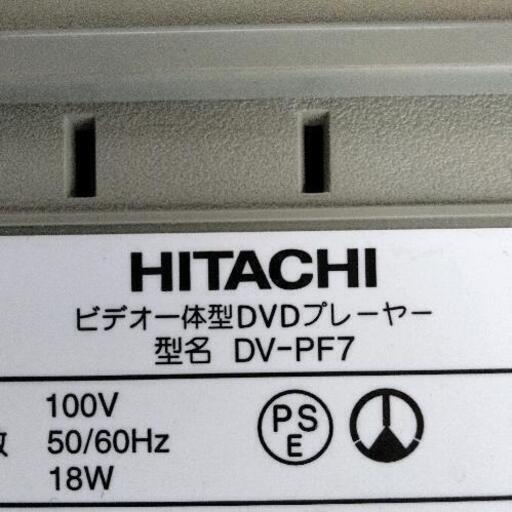 HITACHI
ビデオ一体型DVDプレーヤー
型名 DV-PF7
100V
数 50/60Hz
18W
PSE